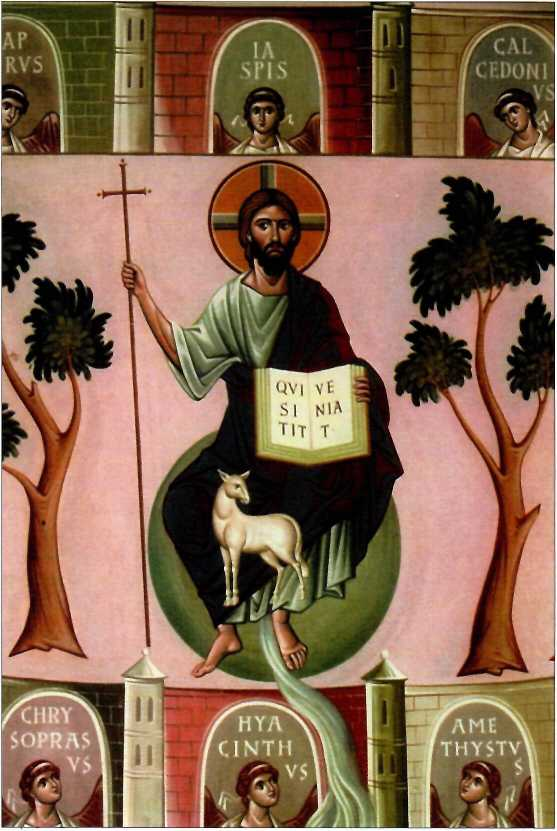 AP
RVS
IA
SPIS
CAL
CEDONI
VS
QVI
SI
TIT
VE
NIA
T
CHRY
SOPRAS
VS
HYA
CINTH
VS
AME
THYSTV
S